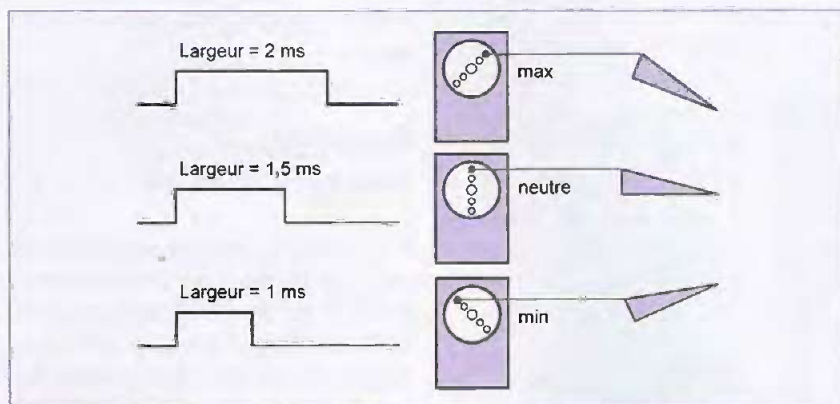 Largeur = 2 ms
max
Largeur = 1,5 ms
neutre
Largeur = 1 ms
min